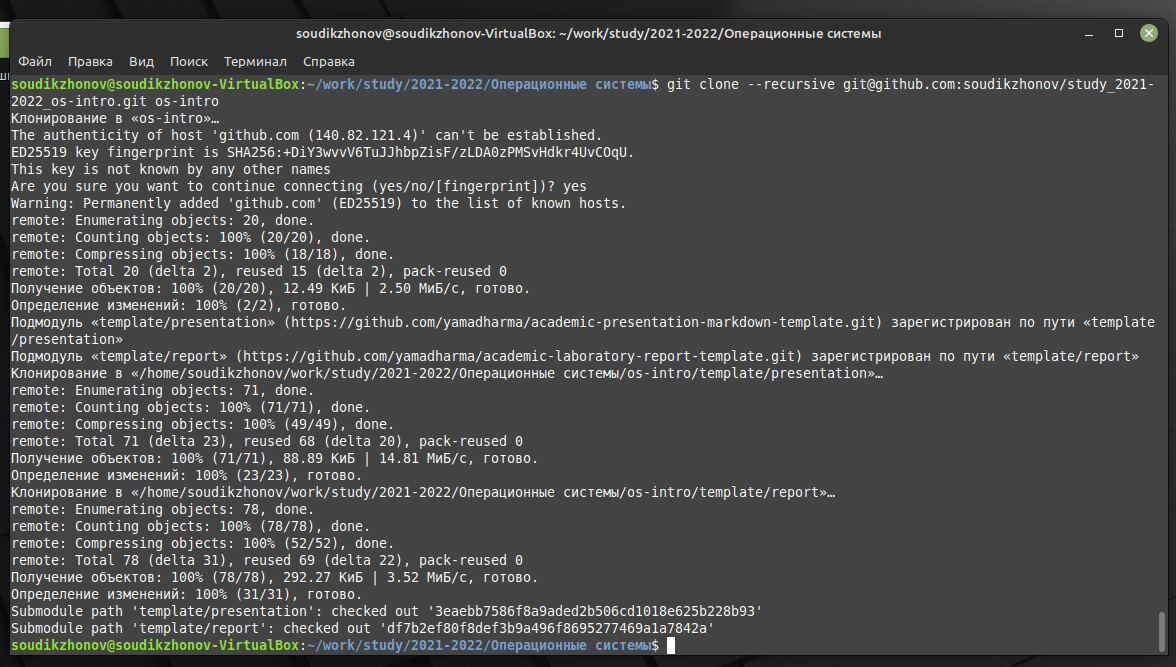 soudikzhonov@soudikzhonov-VirtualBox: ~/work/study/2021-2022/Операционные системы
Файл Правка Вид Поиск Терминал Справка
soudikzhonov@soudikzhonov-VirtualBox:~/work/study/2021-2022/Операционные системы$ git clone --recursive git@github.com:soudikzhonov/study_2021-
2022_os-intro.git os-intro
Клонирование в «os-intro»…
The authenticity of host 'github.com (140.82.121.4)' can't be established.
ED25519 key fingerprint is SHA256:+DiY3wvvV6TuJJhbpZisF/zLDA0zPMSvHdkr4UvCOqU.
This key is not known by any other names
Are you sure you want to continue connecting (yes/no/[fingerprint])? yes
Warning: Permanently added 'github.com' (ED25519) to the list of known hosts.
remote: Enumerating objects: 20, done.
remote: Counting objects: 100% (20/20), done.
remote: Compressing objects: 100% (18/18), done.
remote: Total 20 (delta 2), reused 15 (delta 2), pack-reused 0
Получение объектов: 100% (20/20), 12.49 КиБ | 2.50 МиБ/с, готово.
Определение изменений: 100% (2/2), готово.
Подмодуль «template/presentation» (https://github.com/yamadharma/academic-presentation-markdown-template.git) зарегистрирован по пути «template
/presentation»
Подмодуль «template/report» (https://github.com/yamadharma/academic-laboratory-report-template.git) зарегистрирован по пути «template/report»
Клонирование в «/home/soudikzhonov/work/study/2021-2022/Операционные системы/os-intro/template/presentation»…
remote: Enumerating objects: 71, done.
remote: Counting objects: 100% (71/71), done.
remote: Compressing objects: 100% (49/49), done.
remote: Total 71 (delta 23), reused 68 (delta 20), pack-reused 0
Получение объектов: 100% (71/71), 88.89 КиБ | 14.81 МиБ/с, готово.
Определение изменений: 100% (23/23), готово.
Клонирование в «/home/soudikzhonov/work/study/2021-2022/Операционные системы/os-intro/template/report»…
remote: Enumerating objects: 78, done.
remote: Counting objects: 100% (78/78), done.
remote: Compressing objects: 100% (52/52), done.
remote: Total 78 (delta 31), reused 69 (delta 22), pack-reused 0
Получение объектов: 100% (78/78), 292.27 КиБ | 3.52 МиБ/с, готово.
Определение изменений: 100% (31/31), готово.
Submodule path 'template/presentation': checked out '3eaebb7586f8a9aded2b506cd1018e625b228b93'
Submodule path 'template/report': checked out 'df7b2ef80f8def3b9a496f8695277469a1a7842a'
soudikzhonov@soudikzhonov-VirtualBox:~/work/study/2021-2022/Операционные системы$